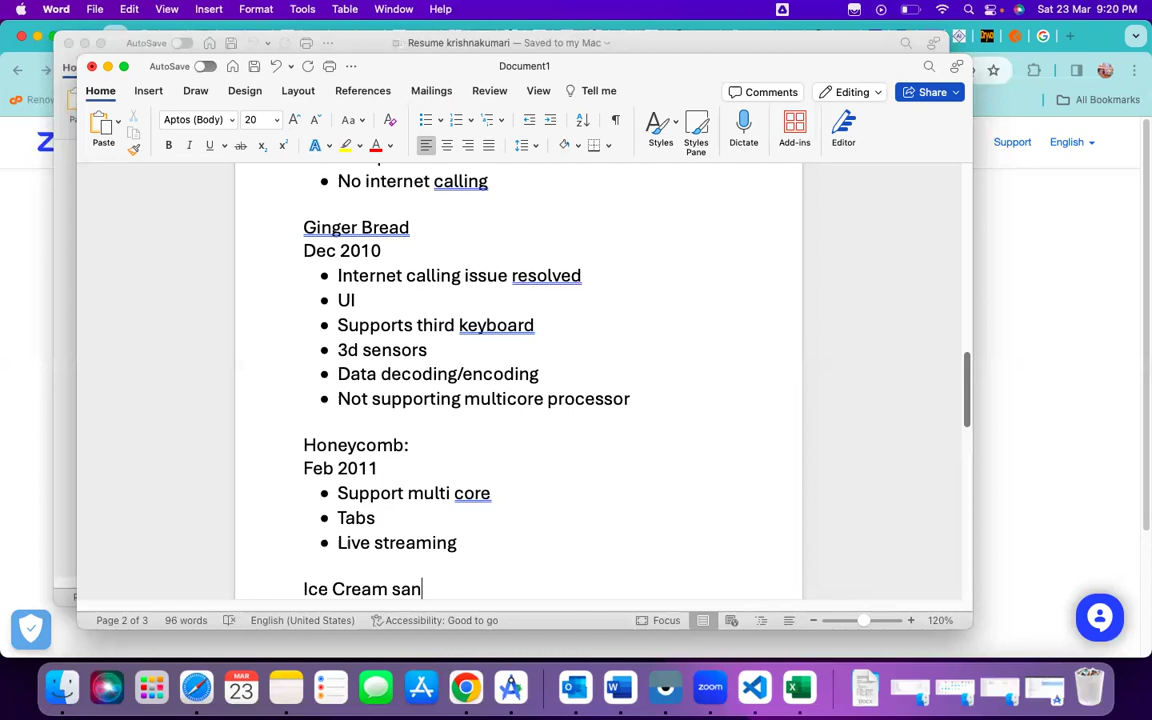 Word File Edit View Insert Format Tools Table Window Help Sat 23 Mar 9:20 PM
AutoSave Resume krishnakumari — Saved to my Mac
AutoSave Document1
Home Insert Draw Design Layout References Mailings Review View Tell me Comments Editing Share
All Bookmarks
Aptos (Body) 20 Aa
Paste Styles Styles Pane Dictate Add-ins Editor
Support English
• No internet calling
Ginger Bread
Dec 2010
• Internet calling issue resolved
• UI
• Supports third keyboard
• 3d sensors
• Data decoding/encoding
• Not supporting multicore processor
Honeycomb:
Feb 2011
• Support multi core
• Tabs
• Live streaming
Ice Cream san
Page 2 of 3 96 words English (United States) Accessibility: Good to go Focus 120%
MAR
23
zoom